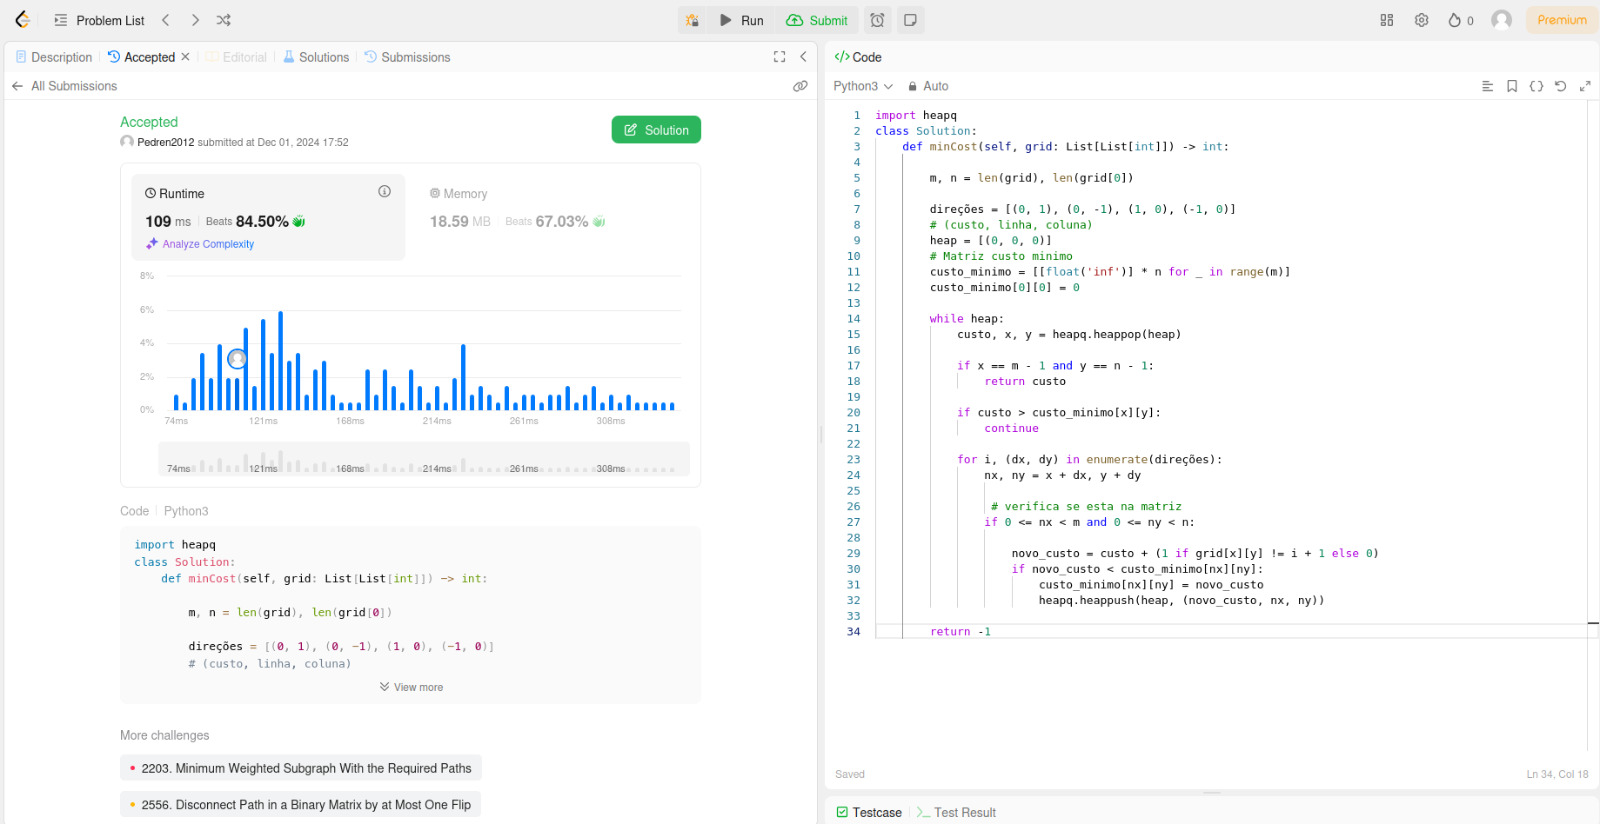 Problem List
Run
Submit
0
Premium
Description
Accepted
Editorial
Solutions
Submissions
All Submissions
Accepted
Pedren2012 submitted at Dec 01, 2024 17:52
Solution
Runtime
109 ms
Beats 84.50%
Analyze Complexity
Memory
18.59 MB
Beats 67.03%
8%
6%
4%
2%
0%
74ms 121ms 168ms 214ms 261ms 308ms
74ms 121ms 168ms 214ms 261ms 308ms
Code
Python3
import heapq
class Solution:
    def minCost(self, grid: List[List[int]]) -> int:
        m, n = len(grid), len(grid[0])
        direções = [(0, 1), (0, -1), (1, 0), (-1, 0)]
        # (custo, linha, coluna)
View more
More challenges
2203. Minimum Weighted Subgraph With the Required Paths
2556. Disconnect Path in a Binary Matrix by at Most One Flip
</>Code
Python3
Auto
1 import heapq
2 class Solution:
3     def minCost(self, grid: List[List[int]]) -> int:
4
5         m, n = len(grid), len(grid[0])
6
7         direções = [(0, 1), (0, -1), (1, 0), (-1, 0)]
8         # (custo, linha, coluna)
9         heap = [(0, 0, 0)]
10         # Matriz custo minimo
11         custo_minimo = [[float('inf')] * n for _ in range(m)]
12         custo_minimo[0][0] = 0
13
14         while heap:
15             custo, x, y = heapq.heappop(heap)
16
17             if x == m - 1 and y == n - 1:
18                 return custo
19
20             if custo > custo_minimo[x][y]:
21                 continue
22
23             for i, (dx, dy) in enumerate(direções):
24                 nx, ny = x + dx, y + dy
25
26                  # verifica se esta na matriz
27                 if 0 <= nx < m and 0 <= ny < n:
28
29                     novo_custo = custo + (1 if grid[x][y] != i + 1 else 0)
30                     if novo_custo < custo_minimo[nx][ny]:
31                         custo_minimo[nx][ny] = novo_custo
32                         heapq.heappush(heap, (novo_custo, nx, ny))
33
34         return -1
Saved
Ln 34, Col 18
Testcase
Test Result